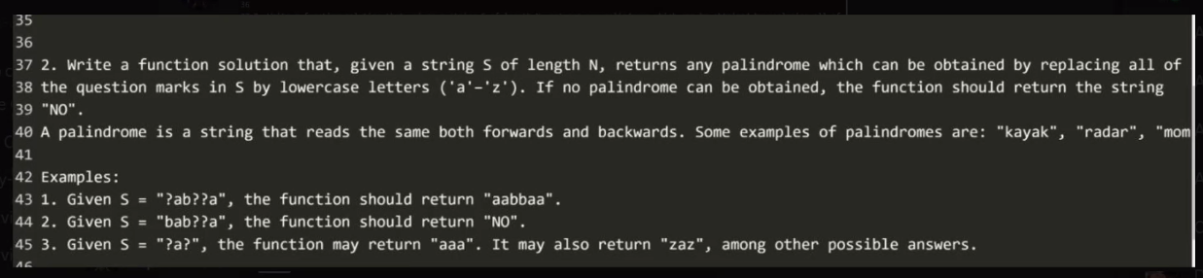 35
36
37 2. Write a function solution that, given a string S of length N, returns any palindrome which can be obtained by replacing all of
38 the question marks in S by lowercase letters ('a'–'z'). If no palindrome can be obtained, the function should return the string
39 "NO".
40 A palindrome is a string that reads the same both forwards and backwards. Some examples of palindromes are: "kayak", "radar", "mom
41
42 Examples:
43 1. Given S = "?ab??a", the function should return "aabbaa".
44 2. Given S = "bab??a", the function should return "NO".
45 3. Given S = "?a?", the function may return "aaa". It may also return "zaz", among other possible answers.
46